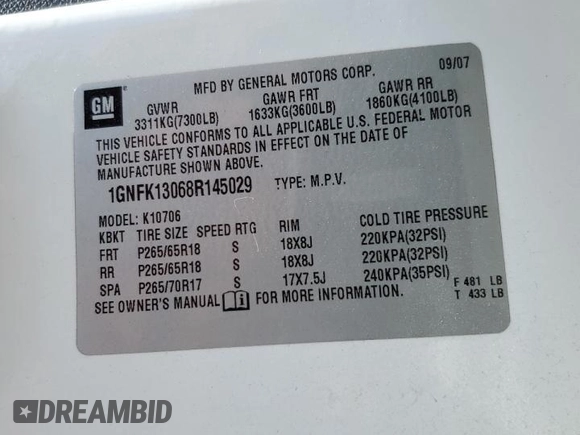 MFD BY GENERAL MOTORS CORP. 09/07
GM
GVWR GAWR FRT GAWR RR
3311KG(7300LB) 1633KG(3600LB) 1860KG(4100LB)
THIS VEHICLE CONFORMS TO ALL APPLICABLE U.S. FEDERAL MOTOR
VEHICLE SAFETY STANDARDS IN EFFECT ON THE DATE OF
MANUFACTURE SHOWN ABOVE.
1GNFK13068R145029 TYPE: M.P.V.
MODEL: K10706
KBKT TIRE SIZE SPEED RTG RIM COLD TIRE PRESSURE
FRT P265/65R18 S 18X8J 220KPA(32PSI)
RR P265/65R18 S 18X8J 220KPA(32PSI)
SPA P265/70R17 S 17X7.5J 240KPA(35PSI)
SEE OWNER'S MANUAL FOR MORE INFORMATION.
F 481 LB
T 433 LB
DREAMBID